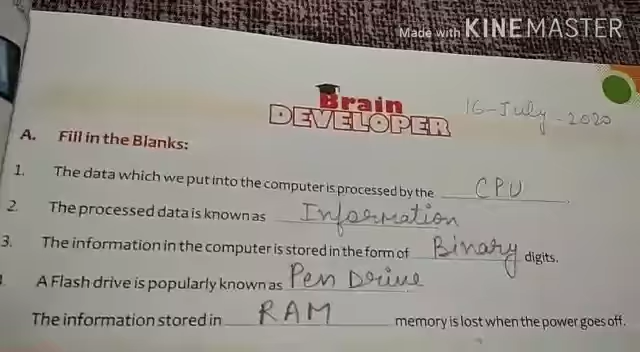 Made with KINEMASTER
Brain
DEVELOPER
16-July-2020
A. Fill in the Blanks:
1. The data which we put into the computer is processed by the CPU.
2. The processed data is known as Information
3. The information in the computer is stored in the form of Binary digits.
A Flash drive is popularly known as Pen Drive
The information stored in RAM memory is lost when the power goes off.